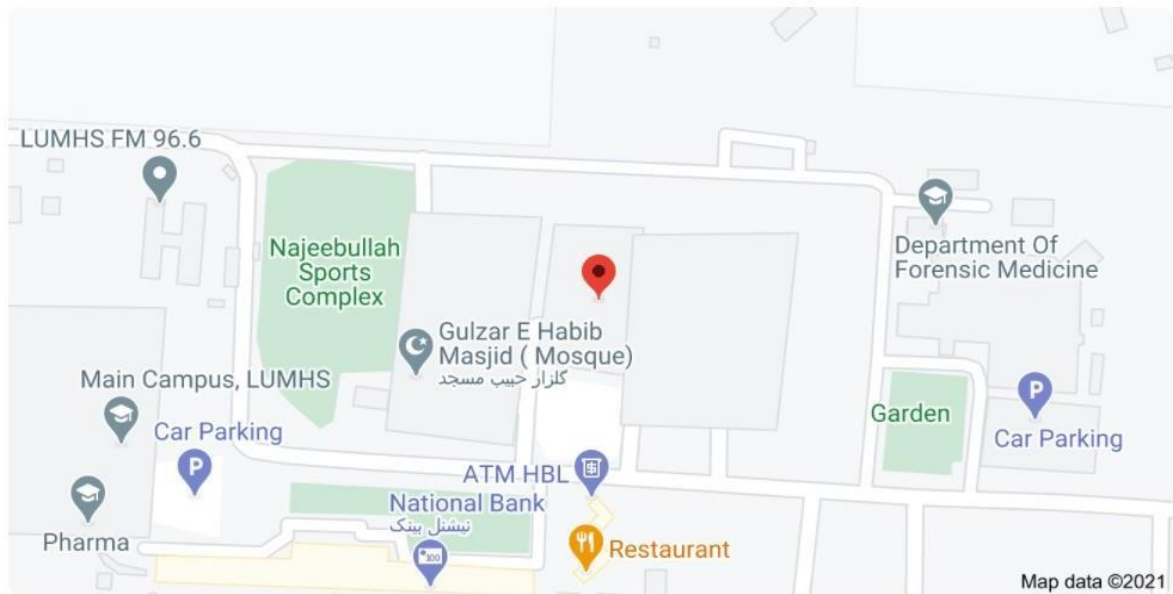 LUMHS FM 96.6
Najeebullah
Sports
Complex
Department Of
Forensic Medicine
Gulzar E Habib
Masjid ( Mosque)
گلزار حبیب مسجد
Main Campus, LUMHS
Car Parking
P
Garden
P
Car Parking
ATM HBL
National Bank
نیشنل بینک
100
Pharma
Restaurant
Map data ©2021